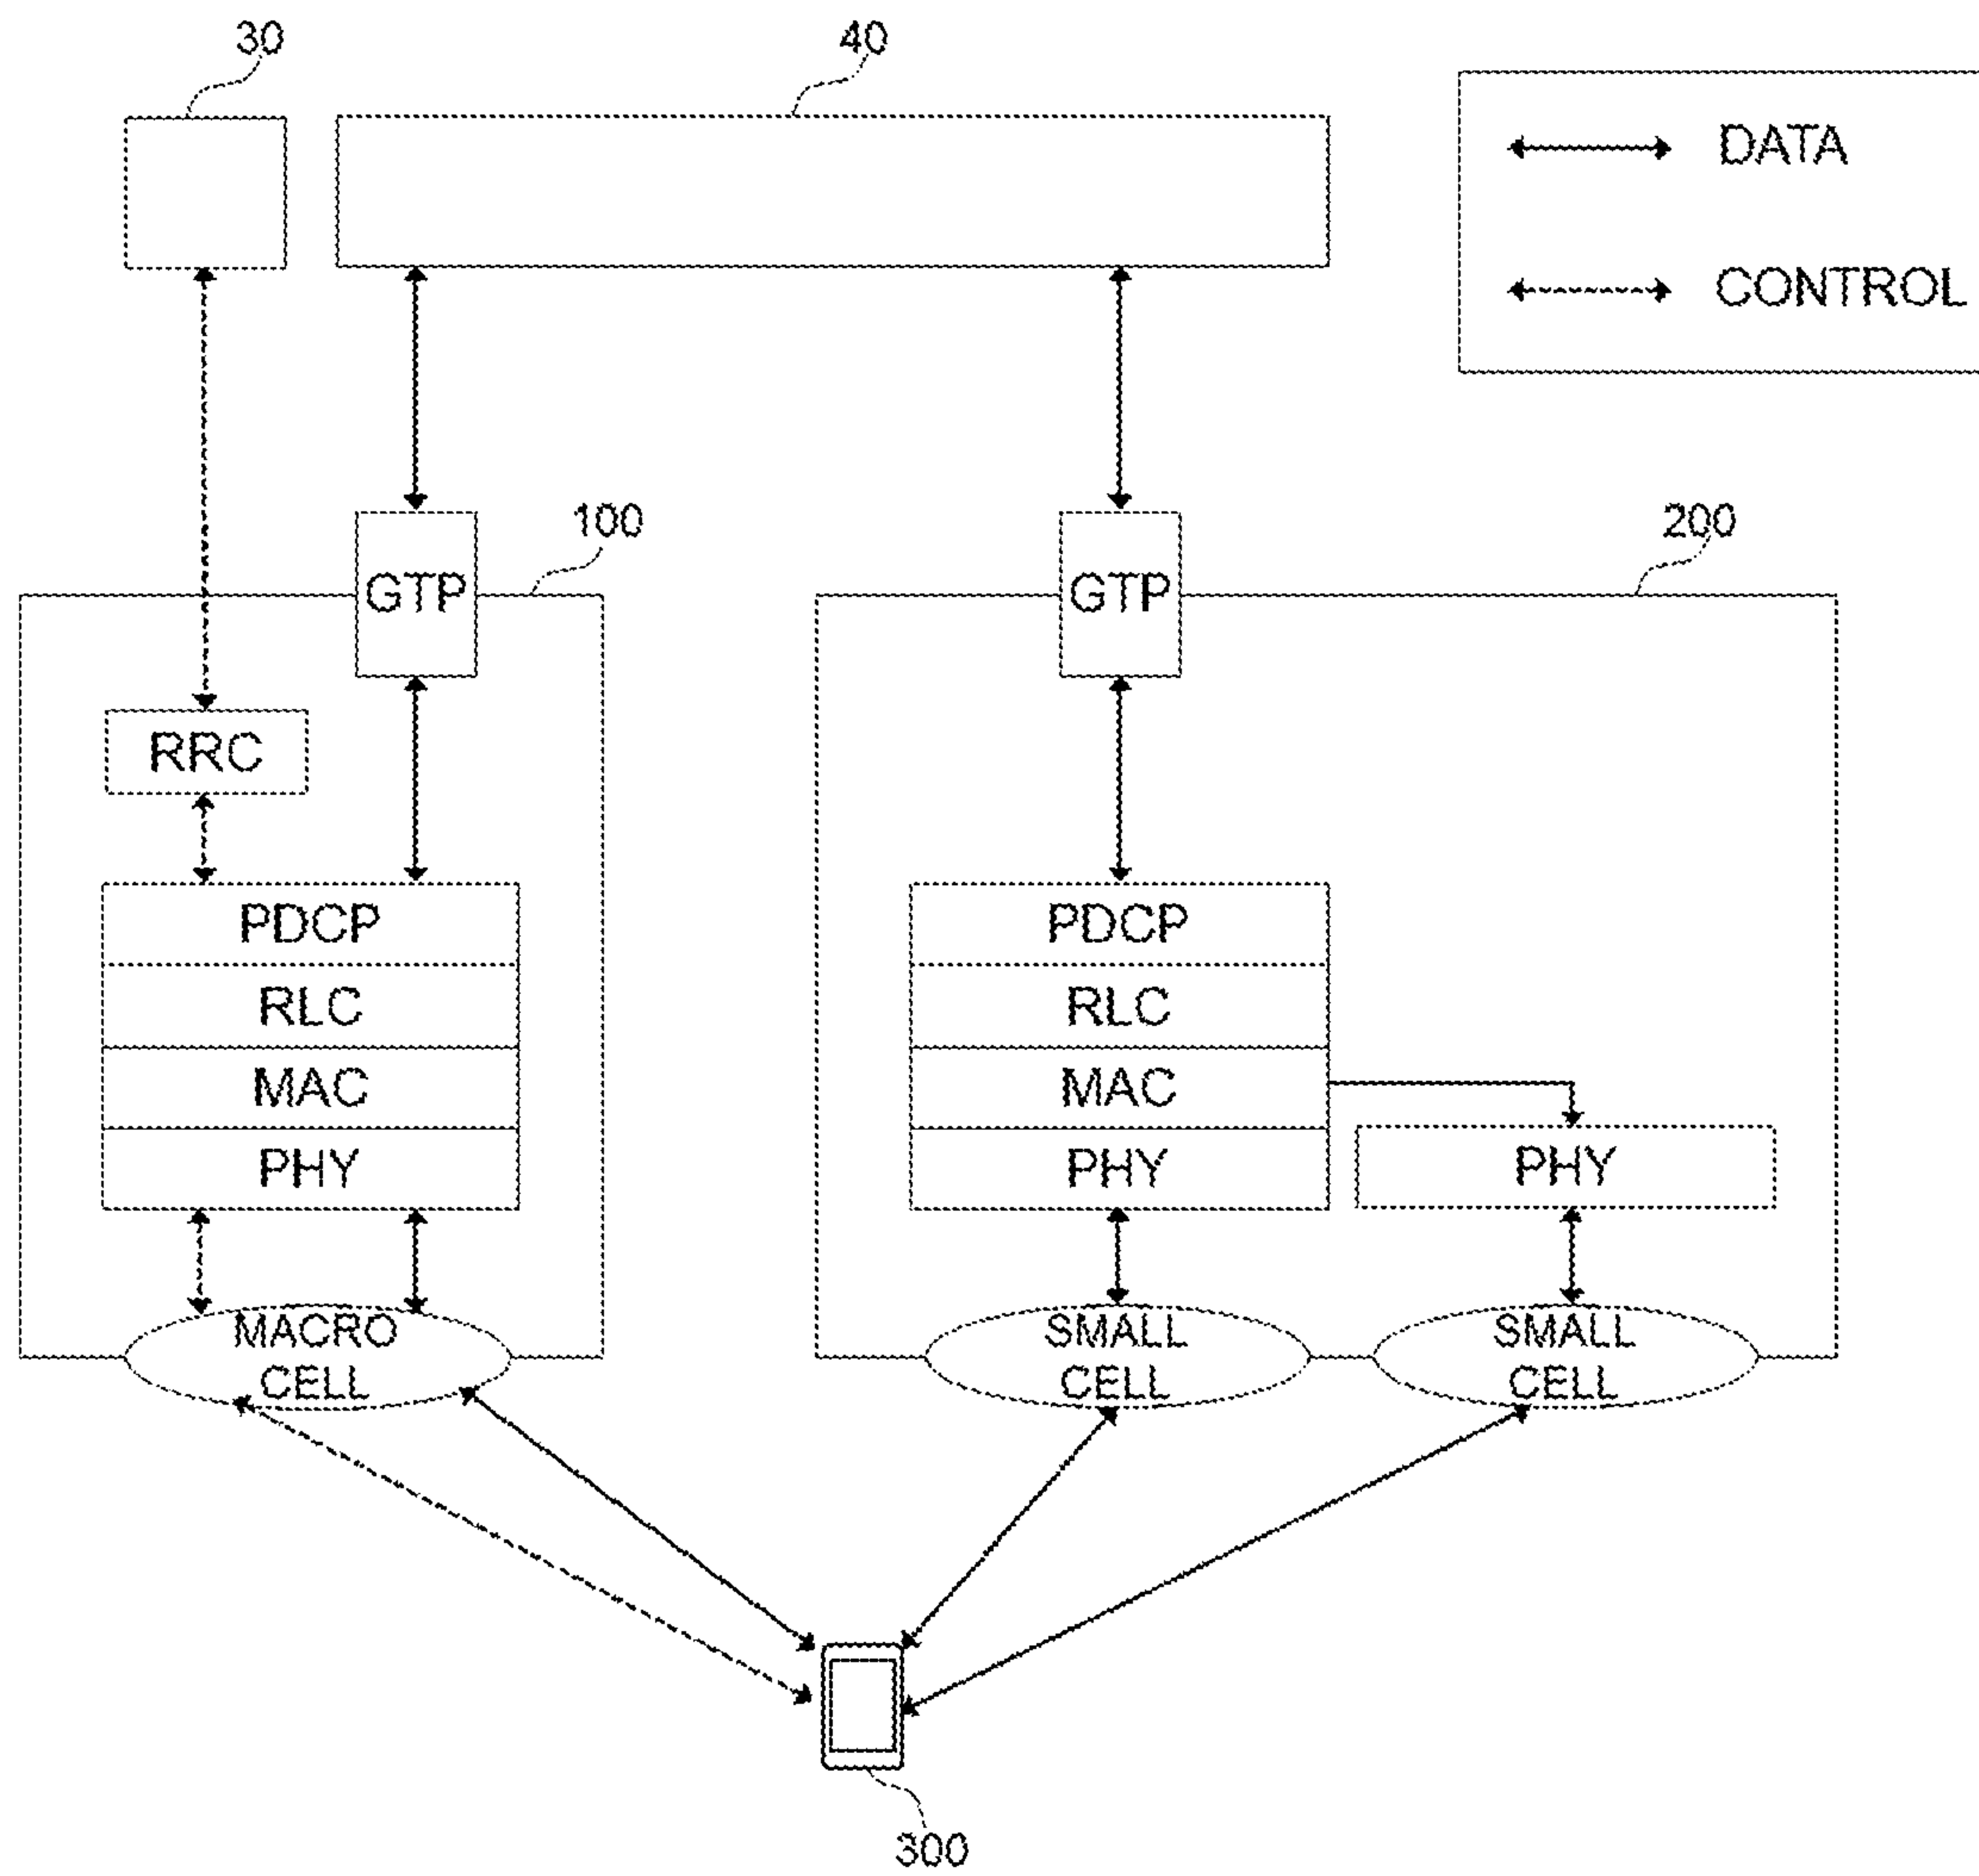 30
40
DATA
CONTROL
100
200
GTP
GTP
RRC
PDCP
PDCP
RLC
RLC
MAC
MAC
PHY
PHY
PHY
MACRO
CELL
SMALL
CELL
SMALL
CELL
300